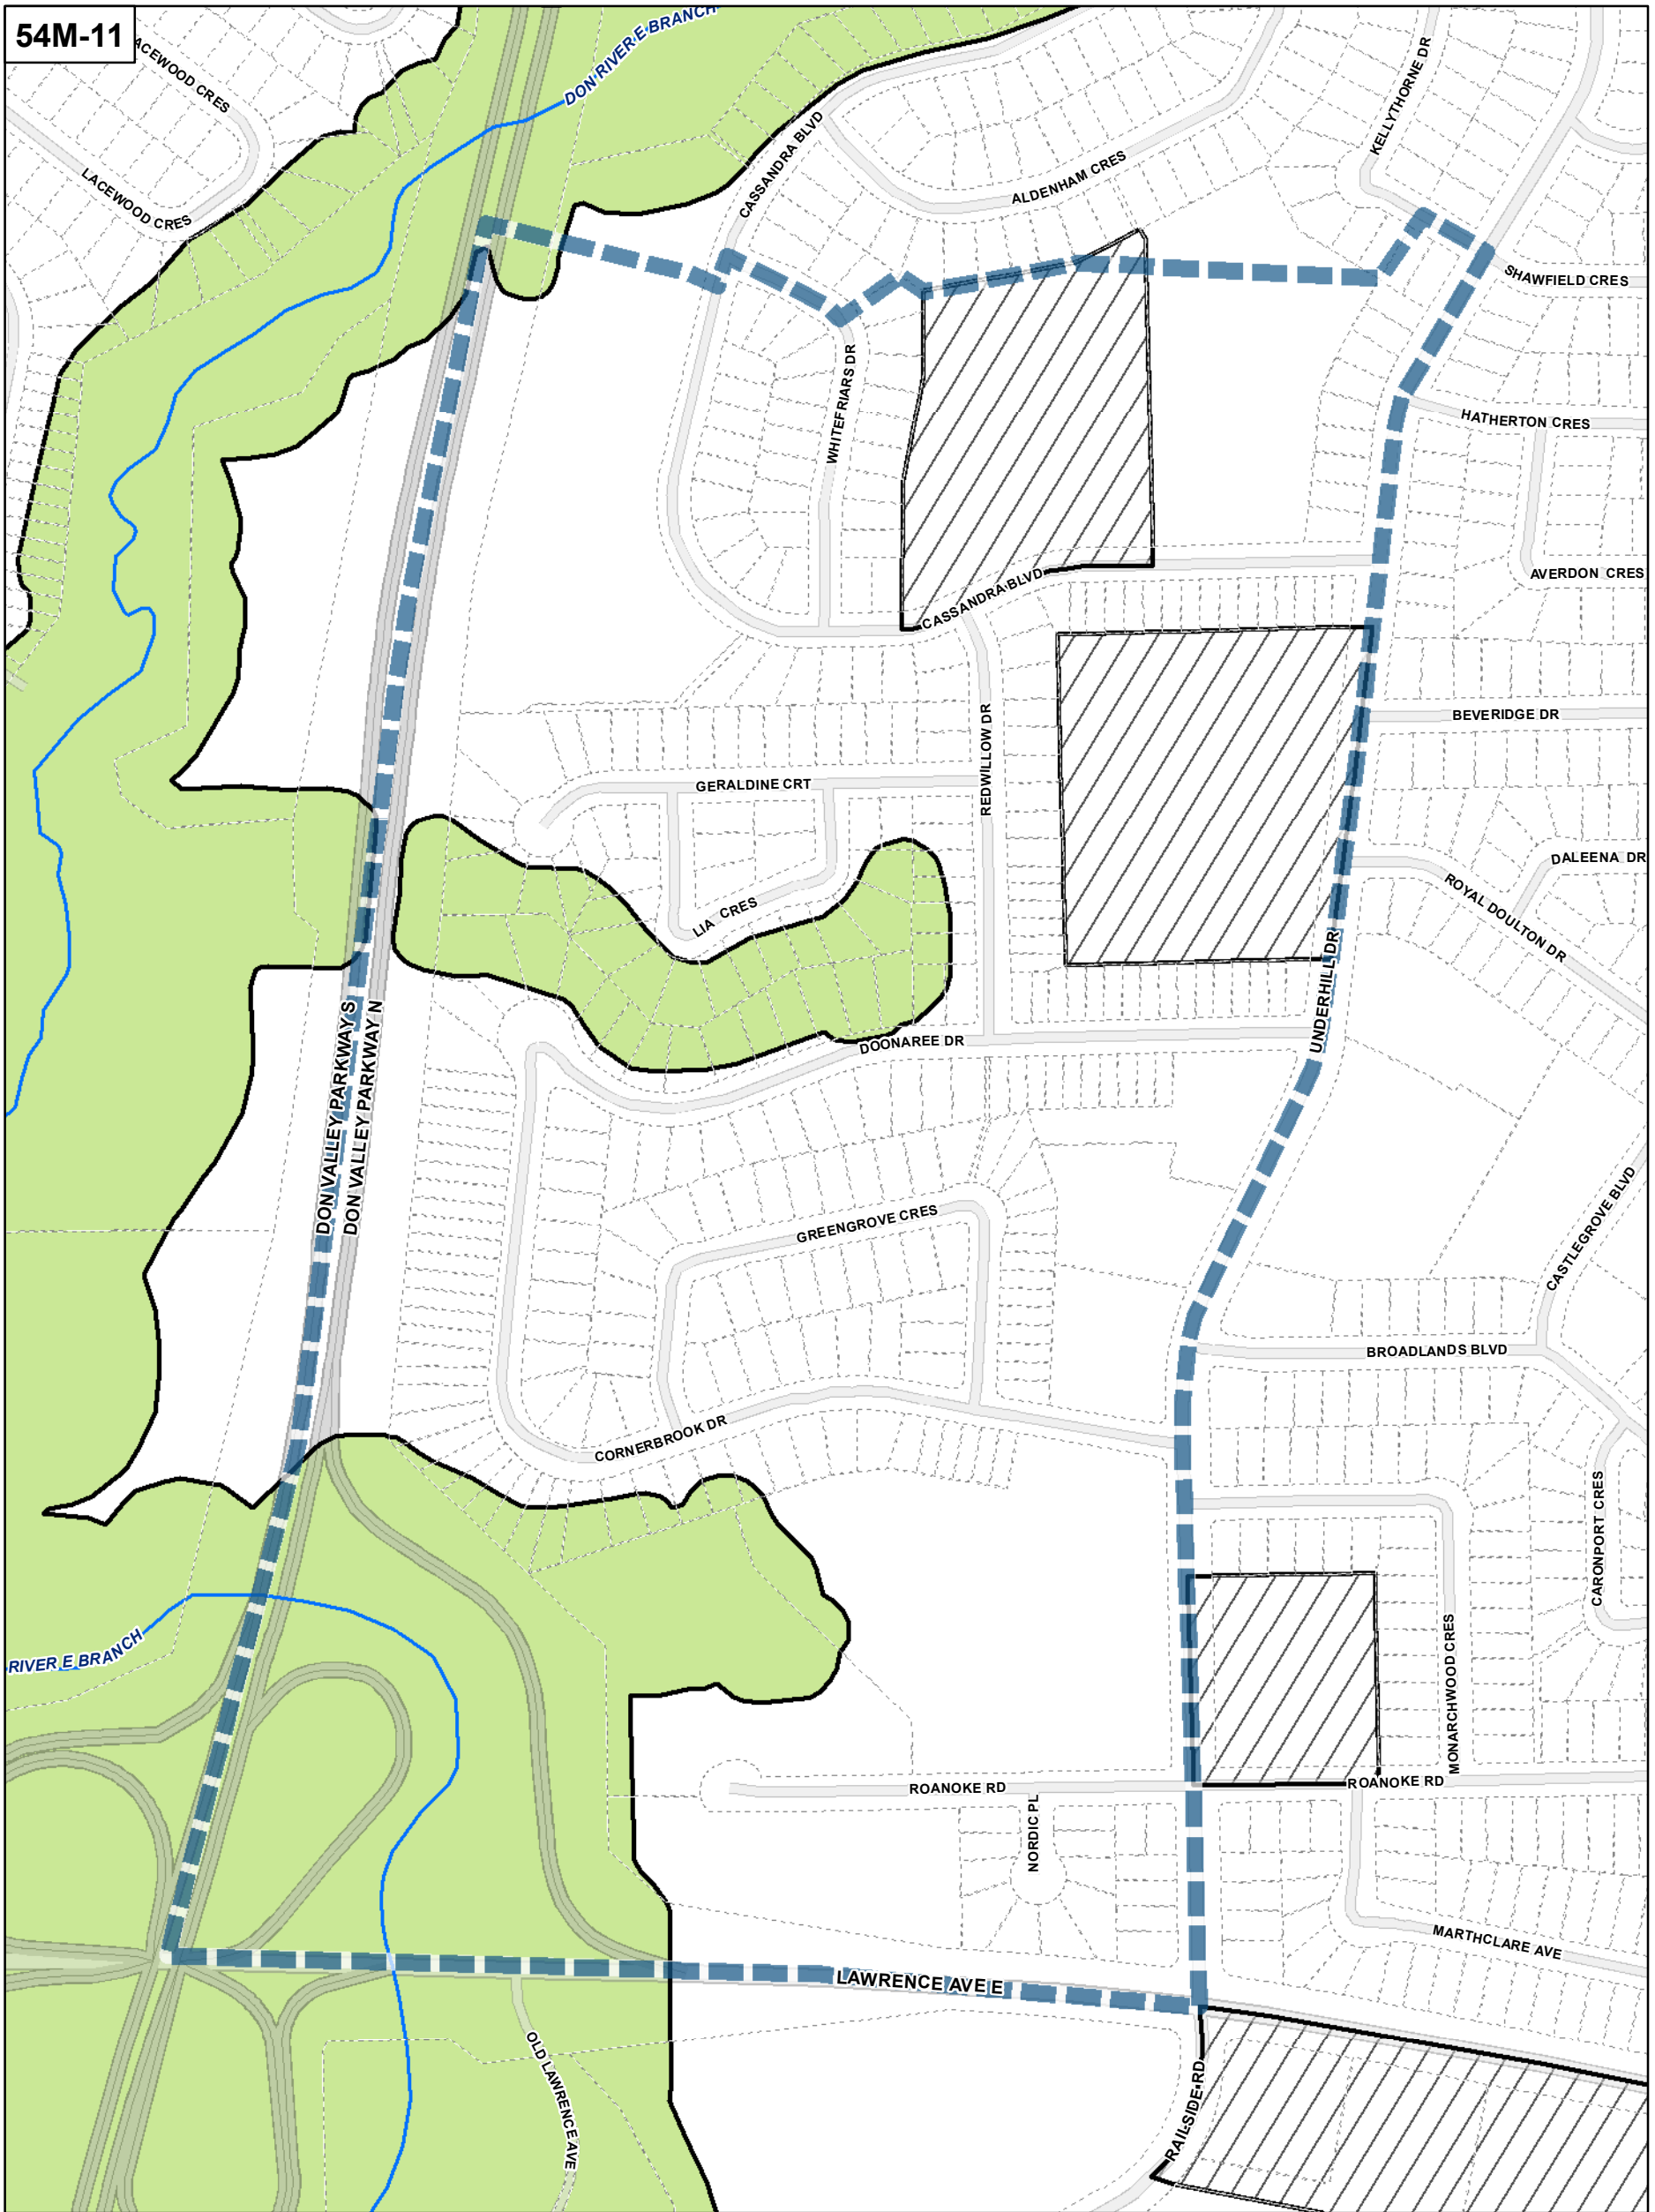 54M-11
ACEWOOD CRES
LACEWOOD CRES
DON RIVER E BRANCH
CASSANDRA BLVD
ALDENHAM CRES
KELLYTHORNE DR
SHAWFIELD CRES
WHITEFRIARS DR
HATHERTON CRES
AVERDON CRES
CASSANDRA BLVD
REDWILLOW DR
BEVERIDGE DR
GERALDINE CRT
DALEENA DR
ROYAL DOULTON DR
LIA CRES
UNDERHILL DR
DOONAREE DR
DON VALLEY PARKWAY S
DON VALLEY PARKWAY N
GREENGROVE CRES
CASTLEGROVE BLVD
BROADLANDS BLVD
CORNERBROOK DR
CARONPORT CRES
RIVER E BRANCH
MONARCHWOOD CRES
ROANOKE RD
ROANOKE RD
NORDIC PL
MARTHCLARE AVE
LAWRENCE AVE E
OLD LAWRENCE AVE
RAILSIDE RD